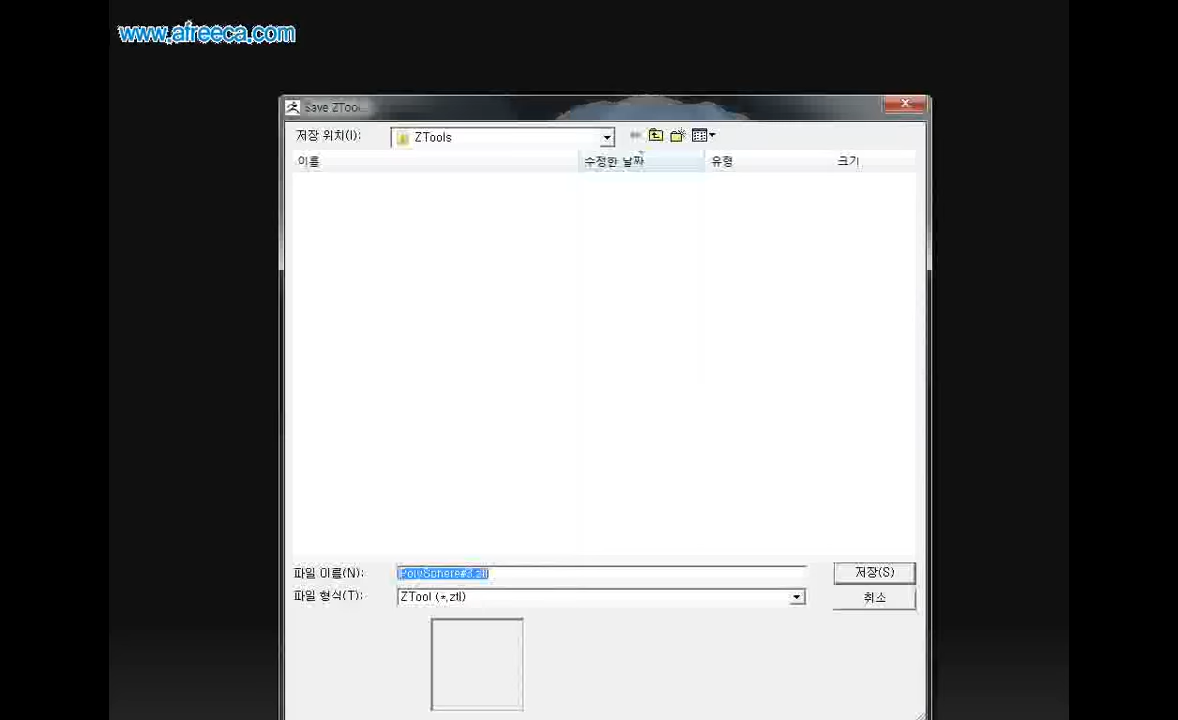 www.afreeca.com
Save ZTool...
저장 위치(I): ZTools
이름 수정한 날짜 유형 크기
파일 이름(N): PolySphere#3.ztl 저장(S)
파일 형식(T): ZTool (*.ztl) 취소